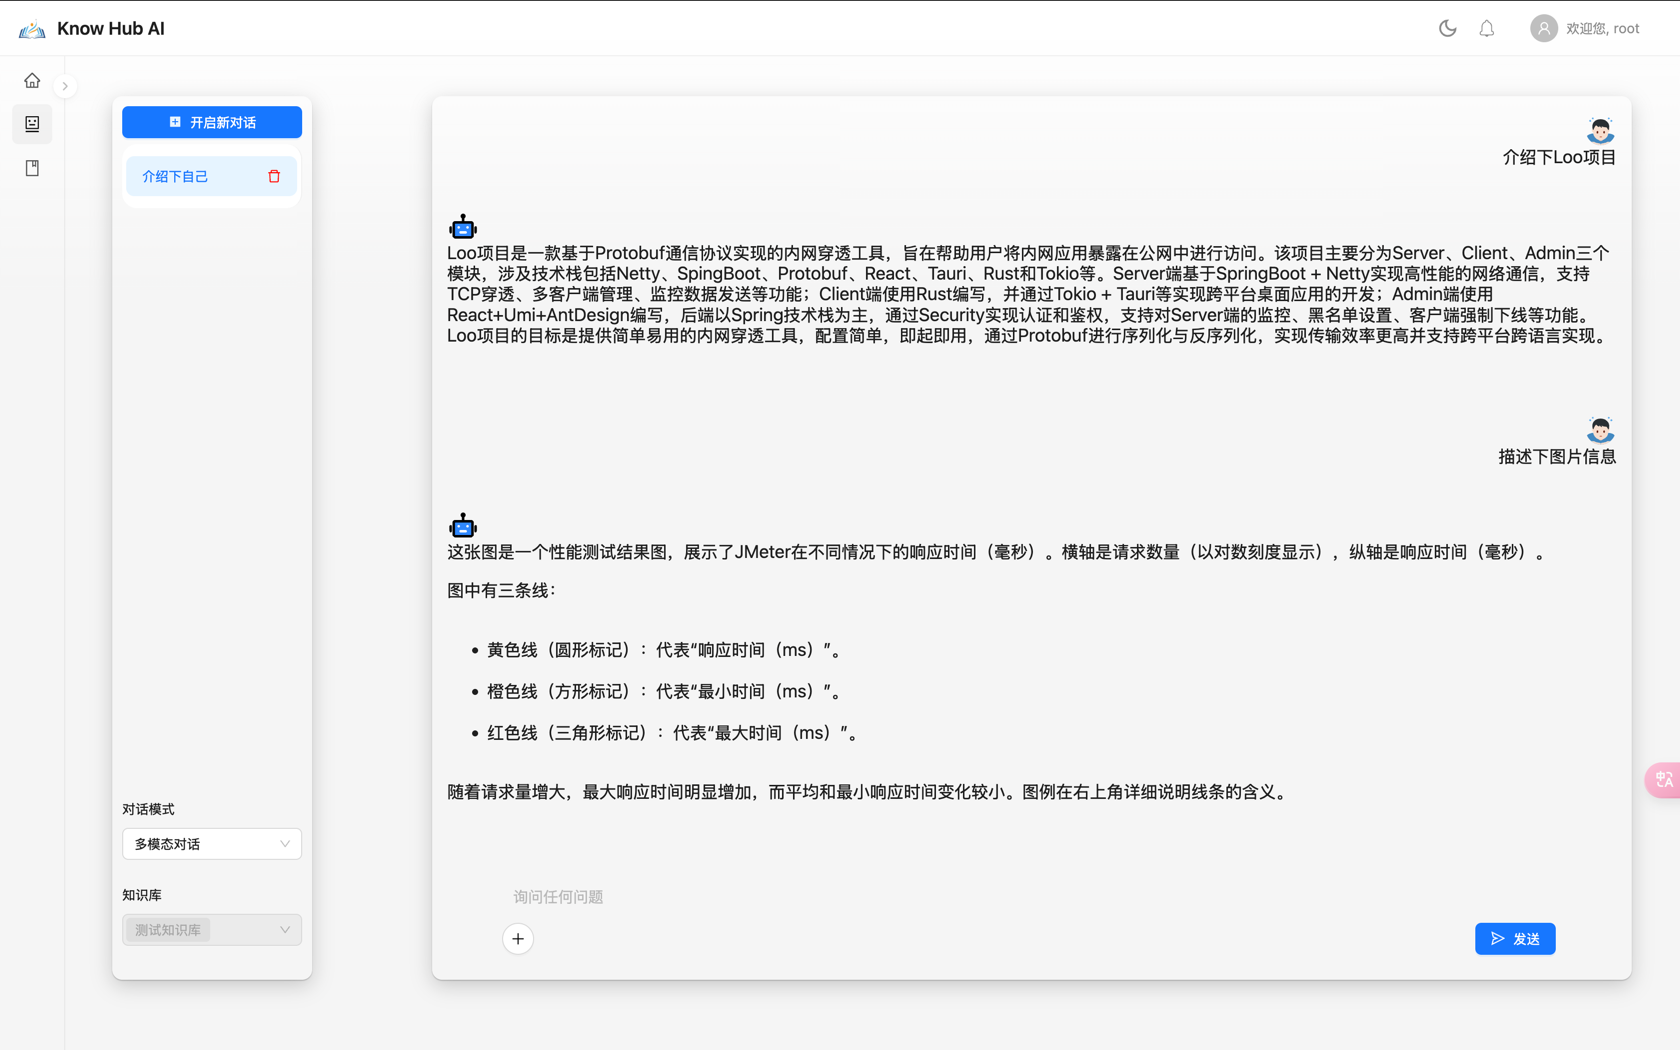 Know Hub AI
欢迎您, root
开启新对话
介绍下自己
介绍下Loo项目
Loo项目是一款基于Protobuf通信协议实现的内网穿透工具，旨在帮助用户将内网应用暴露在公网中进行访问。该项目主要分为Server、Client、Admin三个
模块，涉及技术栈包括Netty、SpingBoot、Protobuf、React、Tauri、Rust和Tokio等。Server端基于SpringBoot + Netty实现高性能的网络通信，支持
TCP穿透、多客户端管理、监控数据发送等功能；Client端使用Rust编写，并通过Tokio + Tauri等实现跨平台桌面应用的开发；Admin端使用
React+Umi+AntDesign编写，后端以Spring技术栈为主，通过Security实现认证和鉴权，支持对Server端的监控、黑名单设置、客户端强制下线等功能。
Loo项目的目标是提供简单易用的内网穿透工具，配置简单，即起即用，通过Protobuf进行序列化与反序列化，实现传输效率更高并支持跨平台跨语言实现。
描述下图片信息
这张图是一个性能测试结果图，展示了JMeter在不同情况下的响应时间（毫秒）。横轴是请求数量（以对数刻度显示），纵轴是响应时间（毫秒）。
图中有三条线：
• 黄色线（圆形标记）：代表“响应时间（ms）”。
• 橙色线（方形标记）：代表“最小时间（ms）”。
• 红色线（三角形标记）：代表“最大时间（ms）”。
随着请求量增大，最大响应时间明显增加，而平均和最小响应时间变化较小。图例在右上角详细说明线条的含义。
对话模式
多模态对话
知识库
测试知识库
询问任何问题
发送
中
A